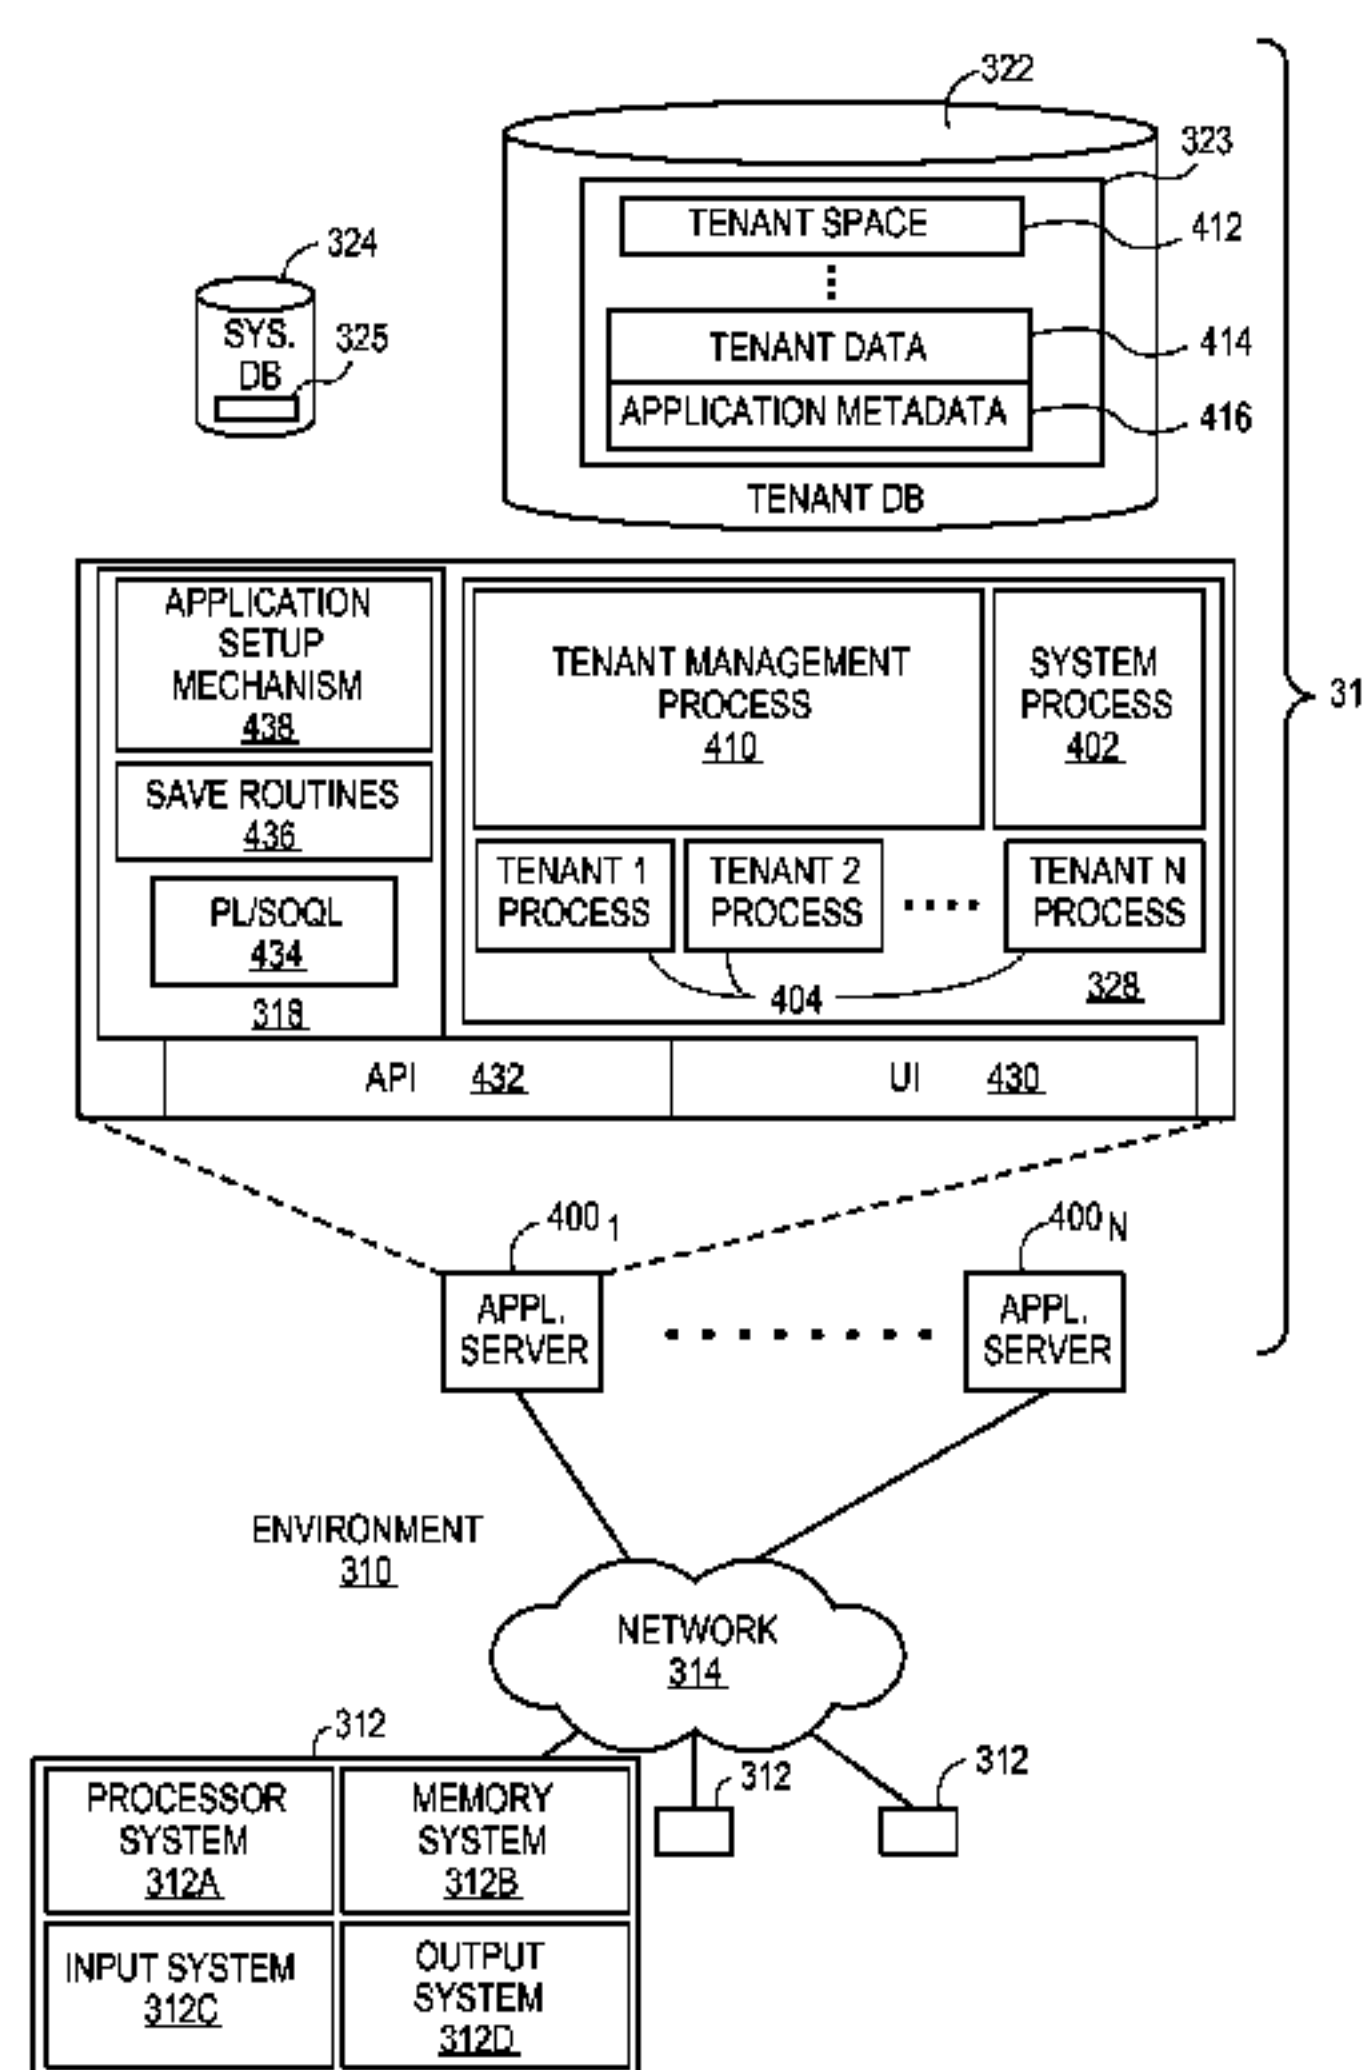 322
323
TENANT SPACE
412
324
SYS.
DB
325
TENANT DATA
414
APPLICATION METADATA
416
TENANT DB
APPLICATION
SETUP
MECHANISM
438
TENANT MANAGEMENT
PROCESS
410
SYSTEM
PROCESS
402
31
SAVE ROUTINES
436
TENANT 1
PROCESS
TENANT 2
PROCESS
TENANT N
PROCESS
PL/SOQL
434
404
328
318
API 432
UI 430
400 1
400 N
APPL.
SERVER
APPL.
SERVER
ENVIRONMENT
310
NETWORK
314
312
312
312
PROCESSOR
SYSTEM
312A
MEMORY
SYSTEM
312B
INPUT SYSTEM
312C
OUTPUT
SYSTEM
312D